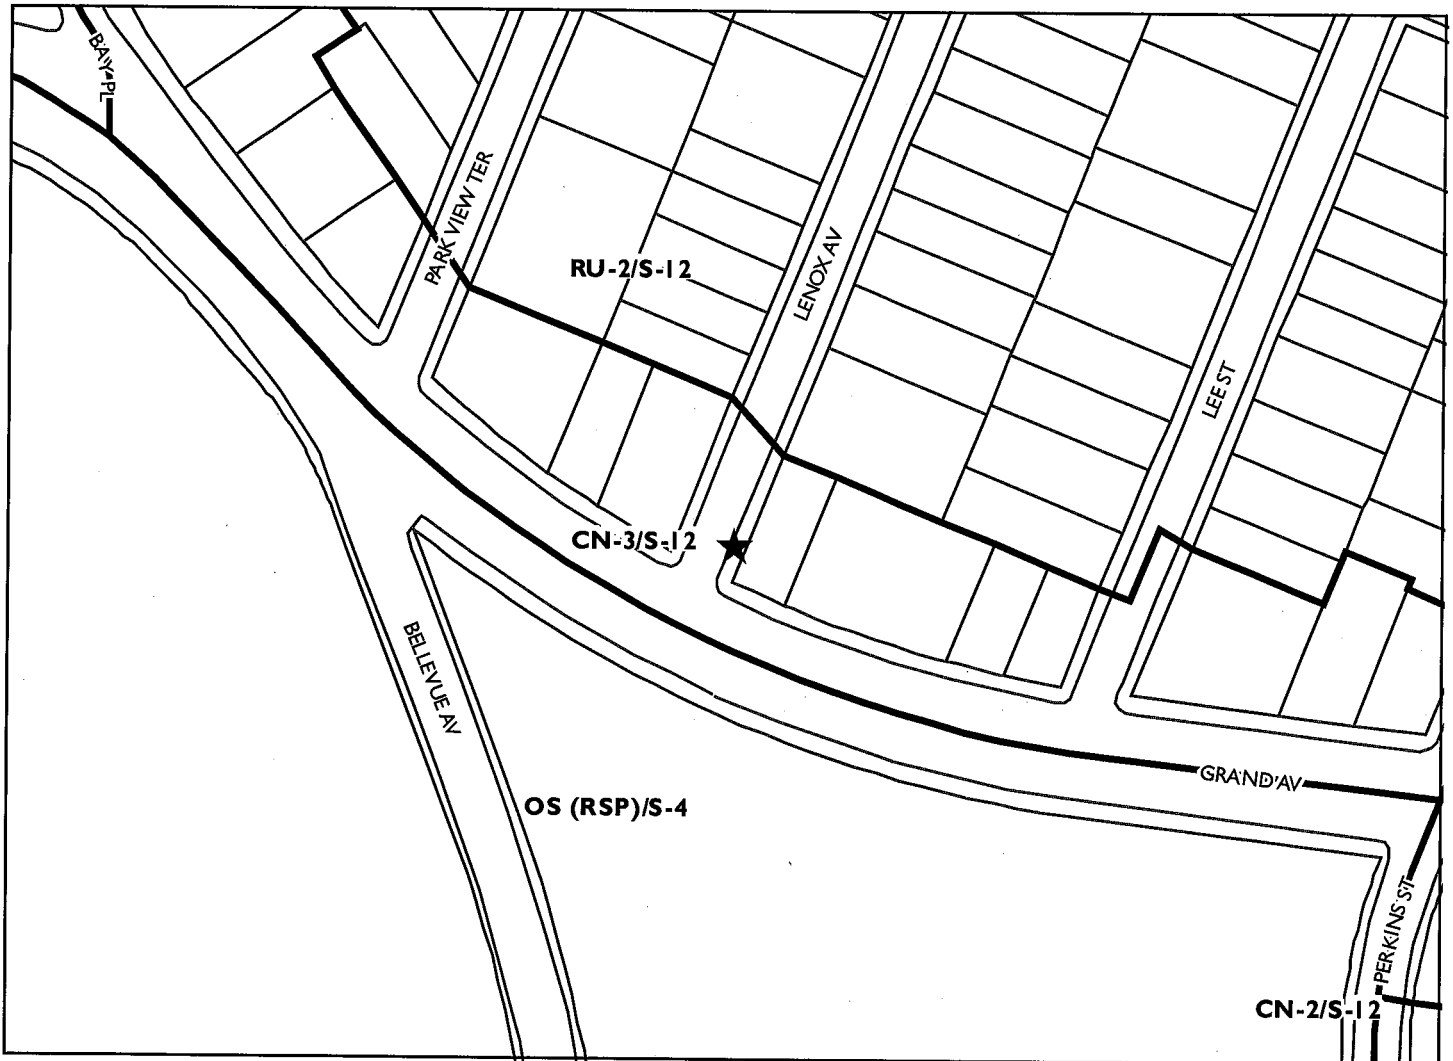 BAY PL
PARK VIEW TER
RU-2/S-12
LENOX AV
LEE ST
CN-3/S-12
BELLEVUE AV
GRAND AV
OS (RSP)/S-4
PERKINS ST
CN-2/S-12